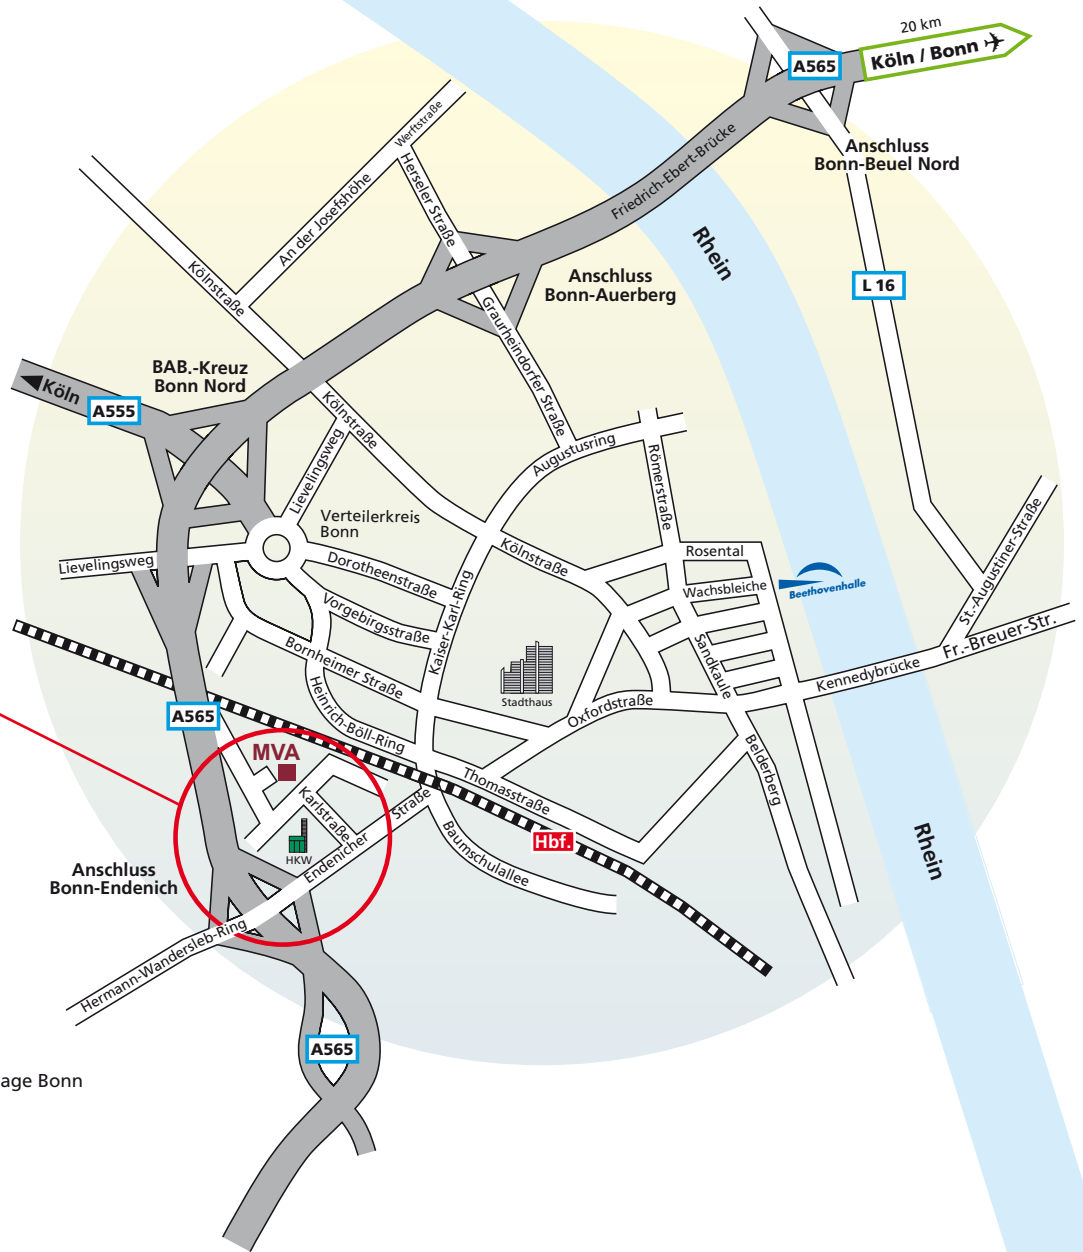 20 km
Köln / Bonn
A565
Anschluss
Bonn-Beuel Nord
Werftstraße
Herseler Straße
An der Josefshöhe
Friedrich-Ebert-Brücke
Rhein
Kölnstraße
Anschluss
Bonn-Auerberg
L 16
Graurheindorfer Straße
BAB.-Kreuz
Bonn Nord
Köln
A555
Kölnstraße
Lievelingsweg
Augustusring
Römerstraße
Verteilerkreis
Bonn
Lievelingsweg
Dorotheenstraße
Kölnstraße
Rosental
Wachsbleiche
Beethovenhalle
St.-Augustiner-Straße
Vorgebirgsstraße
Kaiser-Karl-Ring
Bornheimer Straße
Sandkaule
Fr.-Breuer-Str.
Kennedybrücke
Stadthaus
Oxfordstraße
Heinrich-Böll-Ring
A565
MVA
Thomasstraße
Belderberg
Karlstraße
Endenicher
Straße
Baumschulallee
Hbf.
HKW
Rhein
Anschluss
Bonn-Endenich
Hermann-Wandersleb-Ring
A565
age Bonn